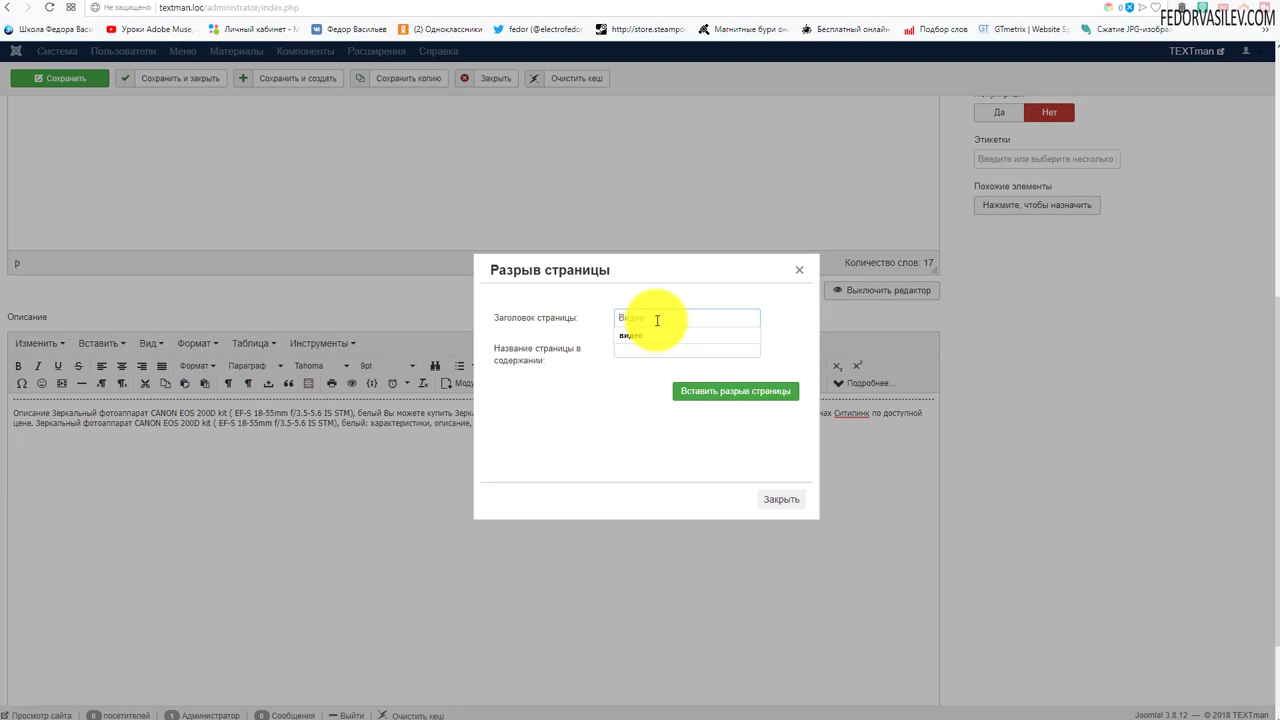 Не защищено textman.loc/administrator/index.php
FEDORVASILEV.COM
Школа Федора Васил Уроки Adobe Muse, Личный кабинет - М Федор Васильев (2) Одноклассники fedor (@electrofedor http://store.steampo Магнитные бури он Бесплатный онлайн Подбор слов GTmetrix | Website S Сжатие JPG-изобра
Система Пользователи Меню Материалы Компоненты Расширения Справка TEXTman
Сохранить Сохранить и закрыть Сохранить и создать Сохранить копию Закрыть Очистить кеш
Да Нет
Этикетки
Введите или выберите несколько
Похожие элементы
Нажмите, чтобы назначить
p Количество слов: 17
Выключить редактор
Разрыв страницы ×
Заголовок страницы: Видео
видео
Название страницы в
содержании:
Вставить разрыв страницы
Закрыть
Описание
Изменить Вставить Вид Формат Таблица Инструменты
B I U S Формат Параграф Tahoma 9pt
Ω Подробнее...
Описание Зеркальный фотоаппарат CANON EOS 200D kit ( EF-S 18-55mm f/3.5-5.6 IS STM), белый Вы можете купить Зерка нах Ситилинк по доступной
цене. Зеркальный фотоаппарат CANON EOS 200D kit ( EF-S 18-55mm f/3.5-5.6 IS STM), белый: характеристики, описание,
Просмотр сайта 0 посетителей 1 Администратор 0 Сообщения Выйти Очистить кеш Joomla! 3.8.12 — © 2018 TEXTman